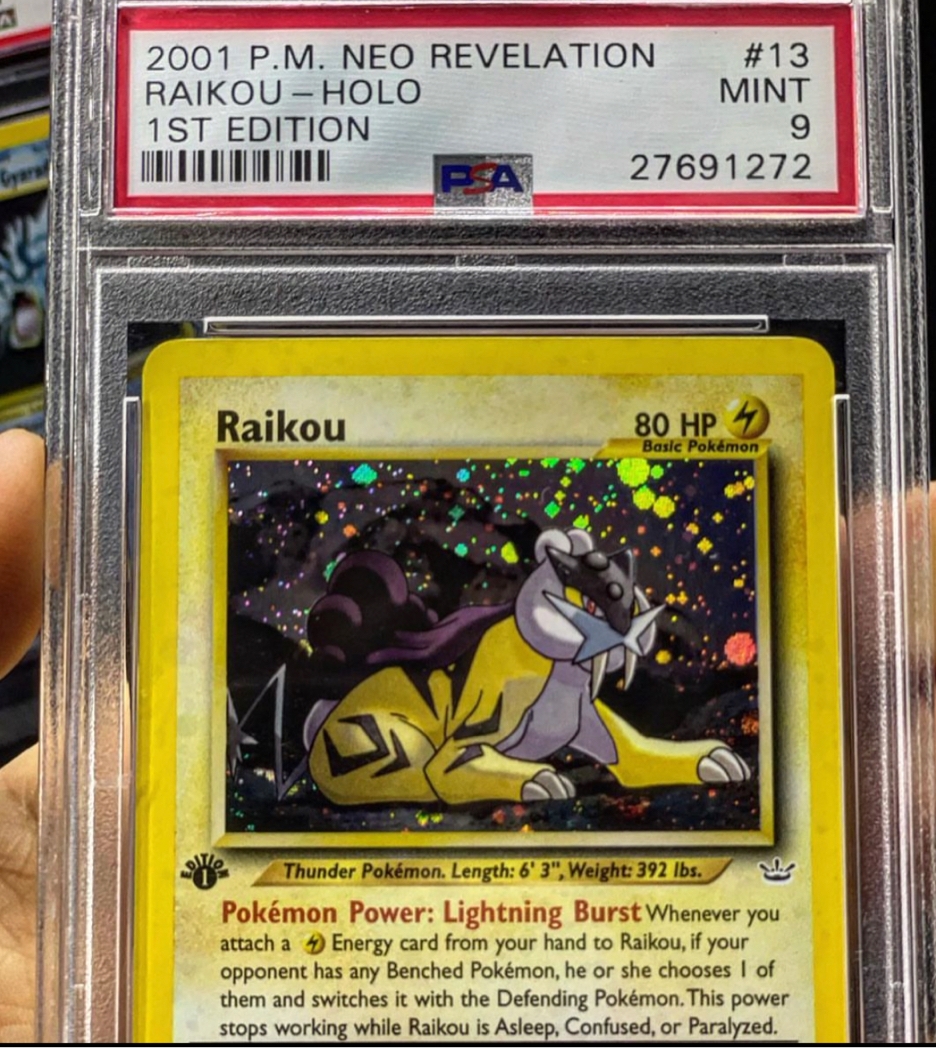 2001 P.M. NEO REVELATION #13
RAIKOU - HOLO MINT
1ST EDITION 9
PSA 27691272
Raikou 80 HP
Basic Pokémon
EDITION 1
Thunder Pokémon. Length: 6' 3", Weight: 392 lbs.
Pokémon Power: Lightning Burst Whenever you
attach a Energy card from your hand to Raikou, if your
opponent has any Benched Pokémon, he or she chooses 1 of
them and switches it with the Defending Pokémon. This power
stops working while Raikou is Asleep, Confused, or Paralyzed.